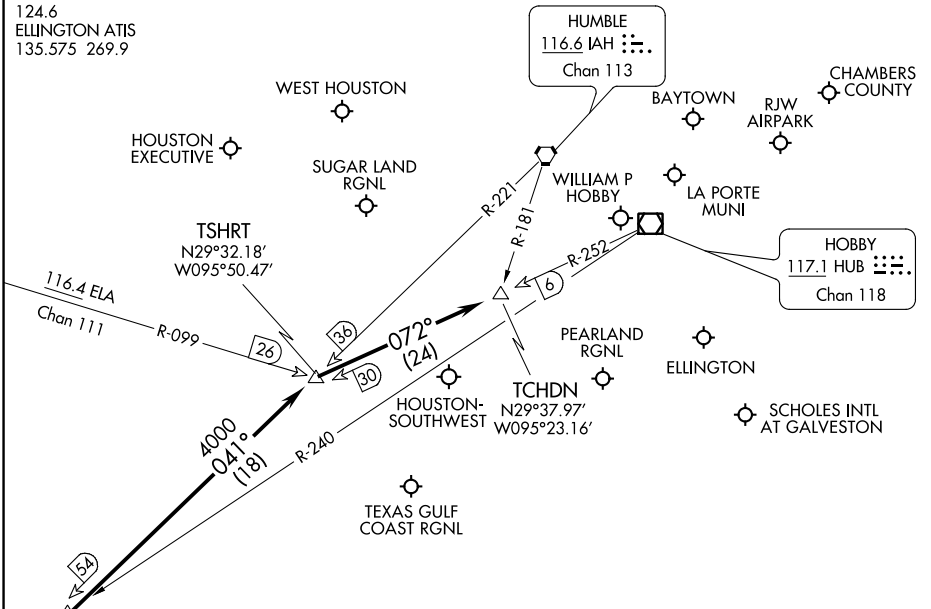 124.6
ELLINGTON ATIS
135.575 269.9
HUMBLE
116.6 IAH
Chan 113
WEST HOUSTON
BAYTOWN
CHAMBERS
COUNTY
RJW
AIRPARK
HOUSTON
EXECUTIVE
SUGAR LAND
RGNL
WILLIAM P
HOBBY
LA PORTE
MUNI
R-221
R-181
TSHRT
N29°32.18'
W095°50.47'
R-252
HOBBY
117.1 HUB
Chan 118
116.4 ELA
Chan 111
R-099
26
36
6
072°
(24)
30
PEARLAND
RGNL
ELLINGTON
HOUSTON-
SOUTHWEST
TCHDN
N29°37.97'
W095°23.16'
SCHOLES INTL
AT GALVESTON
4000
041°
(18)
R-240
TEXAS GULF
COAST RGNL
54